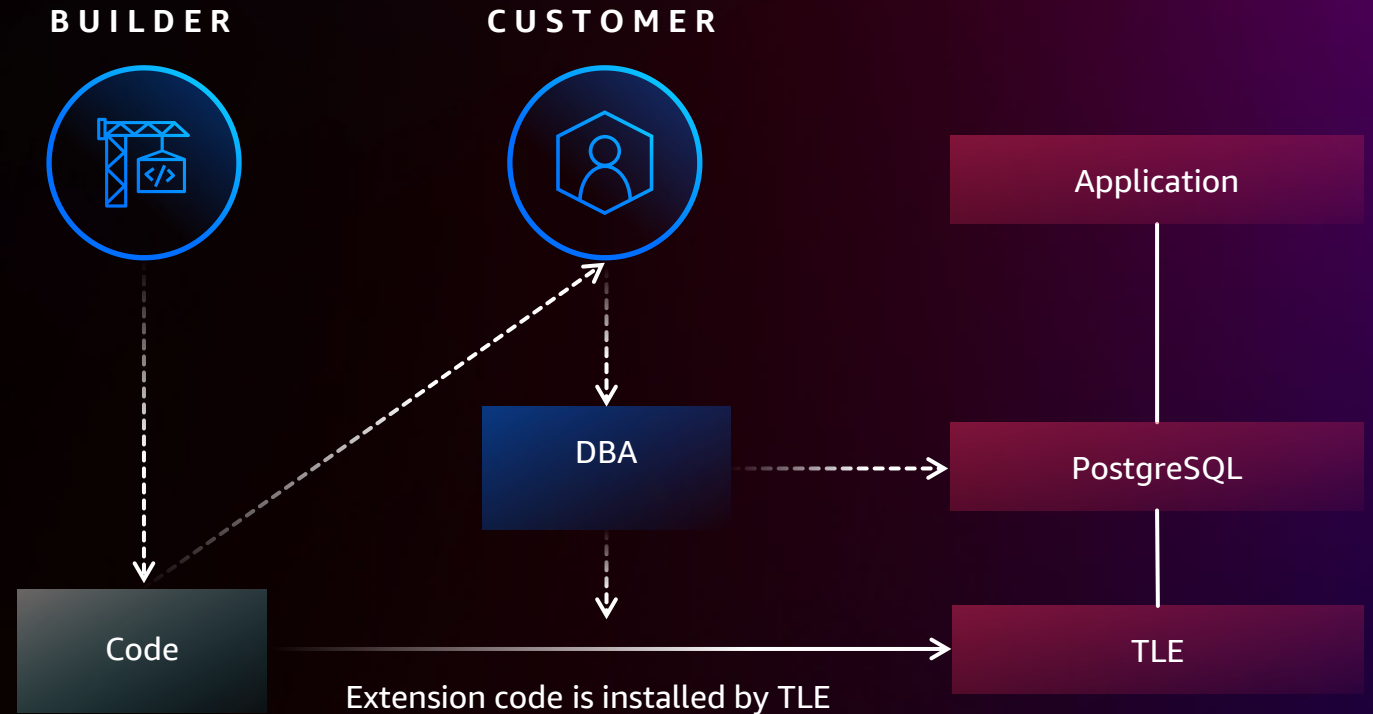 BUILDER
CUSTOMER
</>
Application
DBA
PostgreSQL
Code
TLE
Extension code is installed by TLE